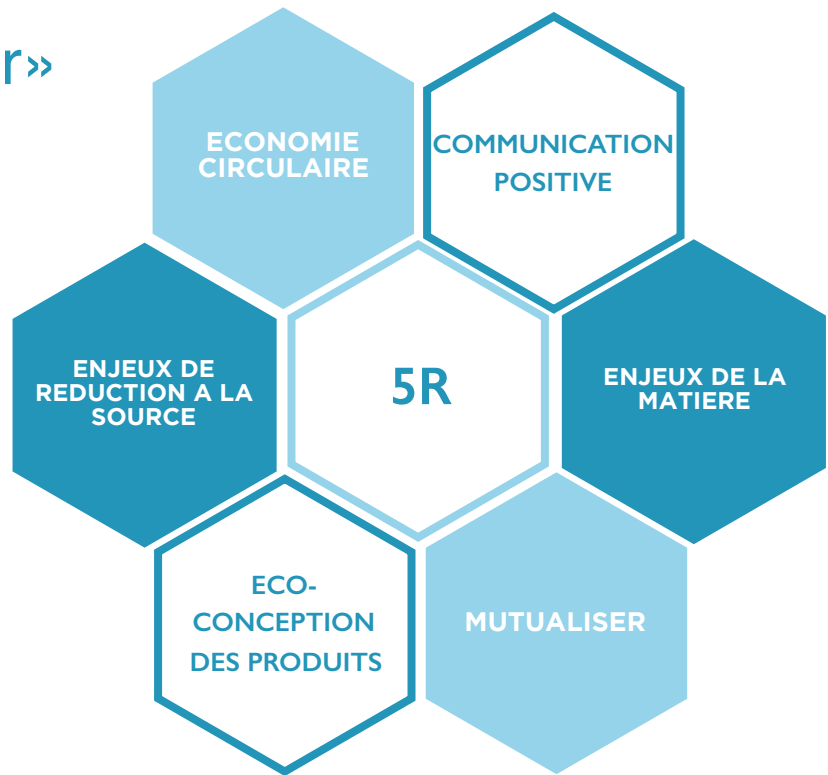 r»
ECONOMIE
CIRCULAIRE
COMMUNICATION
POSITIVE
ENJEUX DE
REDUCTION A LA
SOURCE
5R
ENJEUX DE LA
MATIERE
ECO-
CONCEPTION
DES PRODUITS
MUTUALISER